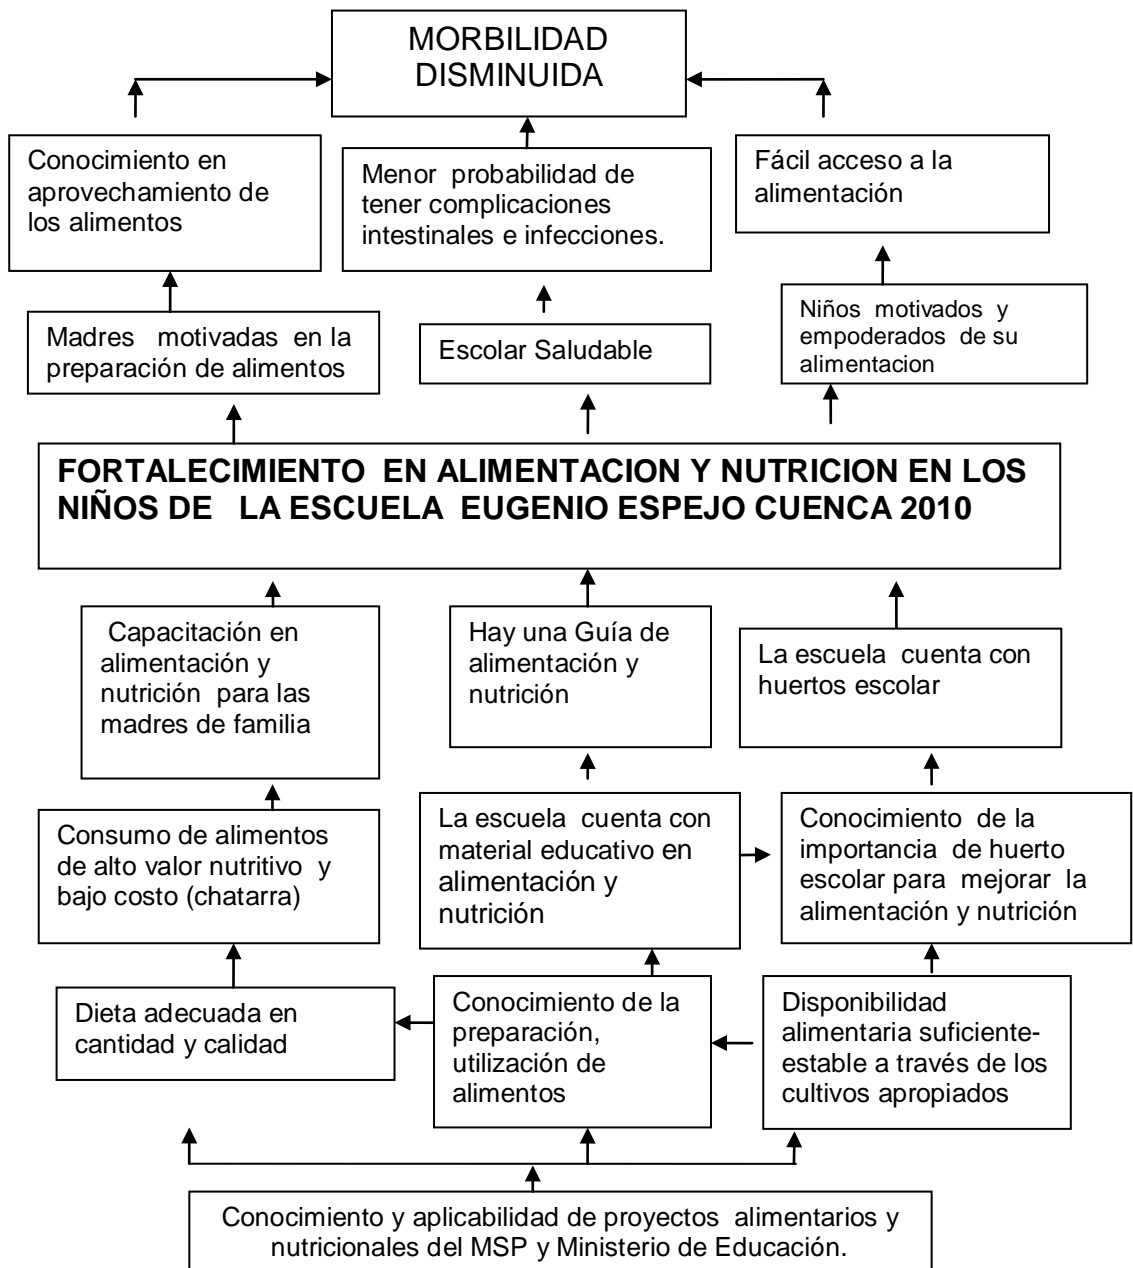 MORBILIDAD
DISMINUIDA
Conocimiento en
aprovechamiento de
los alimentos
Menor probabilidad de
tener complicaciones
intestinales e infecciones.
Fácil acceso a la
alimentación
Madres motivadas en la
preparación de alimentos
Escolar Saludable
Niños motivados y
empoderados de su
alimentacion
FORTALECIMIENTO EN ALIMENTACION Y NUTRICION EN LOS
NIÑOS DE LA ESCUELA EUGENIO ESPEJO CUENCA 2010
Capacitación en
alimentación y
nutrición para las
madres de familia
Hay una Guía de
alimentación y
nutrición
La escuela cuenta con
huertos escolar
Consumo de alimentos
de alto valor nutritivo y
bajo costo (chatarra)
La escuela cuenta con
material educativo en
alimentación y
nutrición
Conocimiento de la
importancia de huerto
escolar para mejorar la
alimentación y nutrición
Dieta adecuada en
cantidad y calidad
Conocimiento de la
preparación,
utilización de
alimentos
Disponibilidad
alimentaria suficiente-
estable a través de los
cultivos apropiados
Conocimiento y aplicabilidad de proyectos alimentarios y
nutricionales del MSP y Ministerio de Educación.